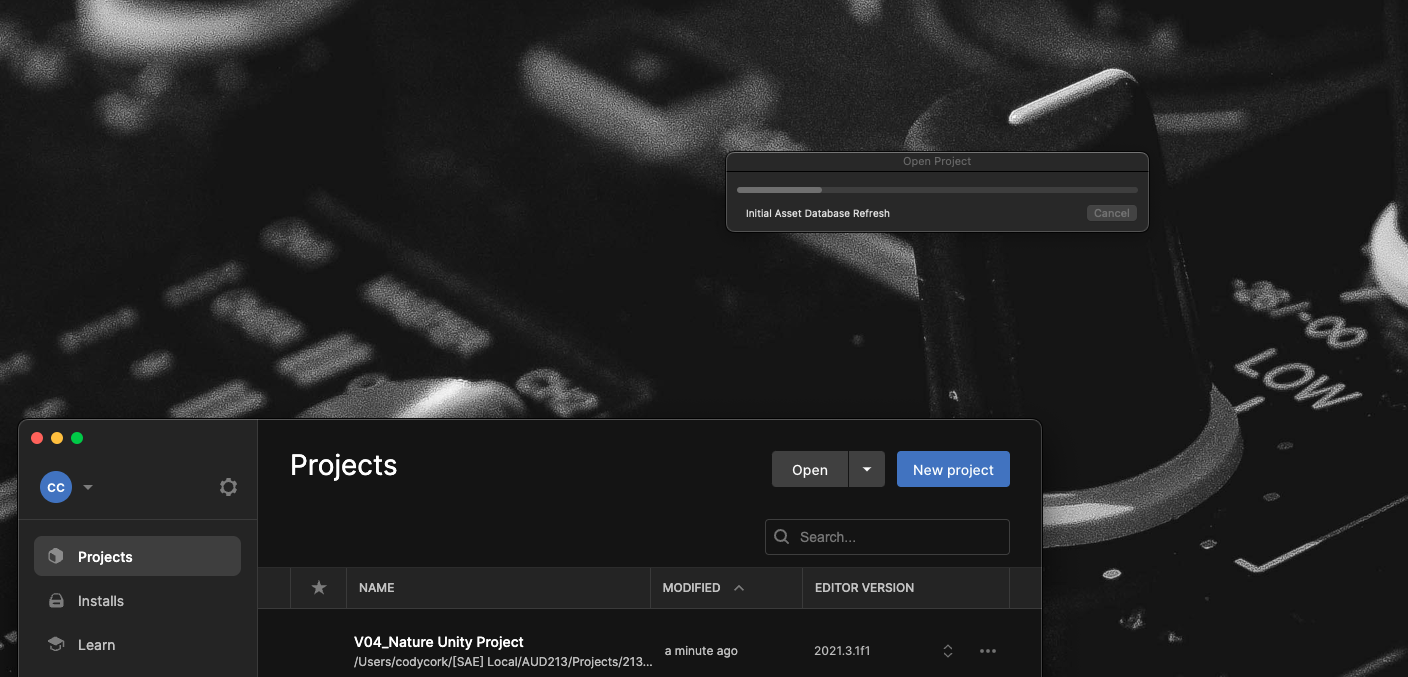 Open Project
Initial Asset Database Refresh
Cancel
LOW
CC
Projects
Open
New project
Search...
Projects
Installs
Learn
NAME
MODIFIED
EDITOR VERSION
V04_Nature Unity Project
/Users/codycork/[SAE] Local/AUD213/Projects/213...
a minute ago
2021.3.1f1